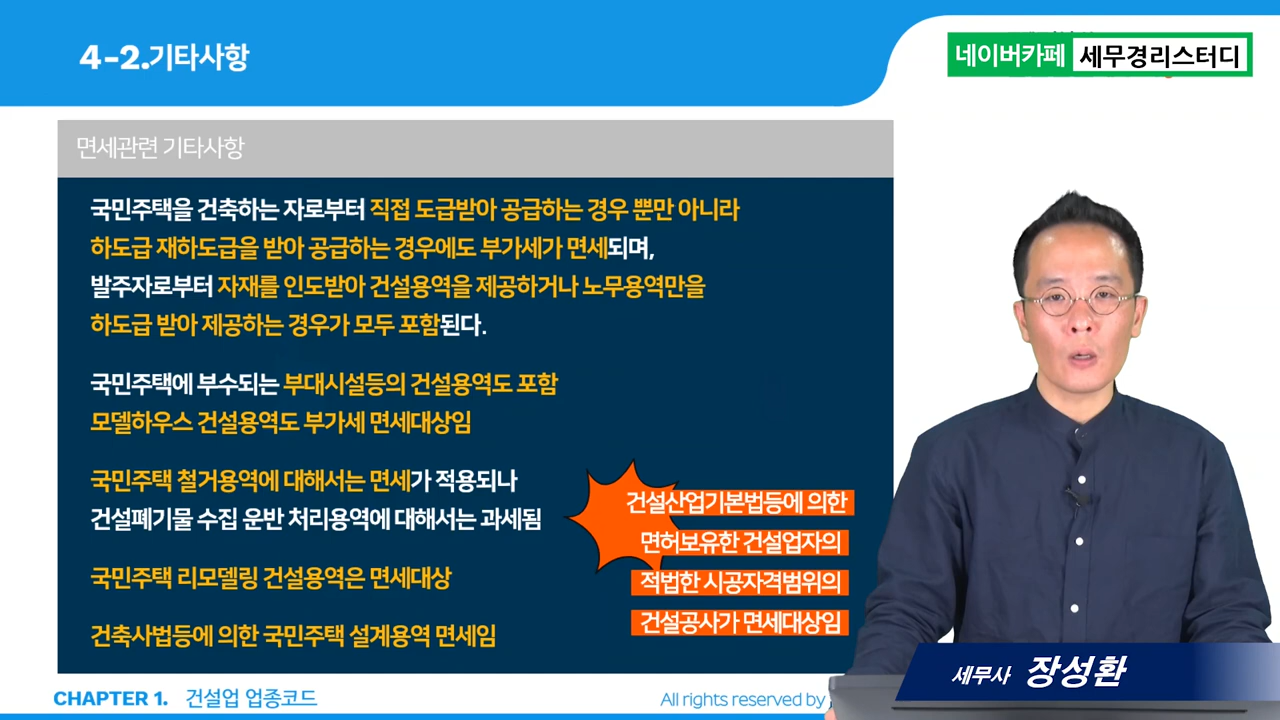 4-2.기타사항
네이버카페 세무경리스터디
면세관련 기타사항
국민주택을 건축하는 자로부터 직접 도급받아 공급하는 경우 뿐만 아니라
하도급 재하도급을 받아 공급하는 경우에도 부가세가 면세되며,
발주자로부터 자재를 인도받아 건설용역을 제공하거나 노무용역만을
하도급 받아 제공하는 경우가 모두 포함된다.
국민주택에 부수되는 부대시설등의 건설용역도 포함
모델하우스 건설용역도 부가세 면세대상임
국민주택 철거용역에 대해서는 면세가 적용되나
건설폐기물 수집 운반 처리용역에 대해서는 과세됨
국민주택 리모델링 건설용역은 면세대상
건축사법등에 의한 국민주택 설계용역 면세임
건설산업기본법등에 의한
면허보유한 건설업자의
적법한 시공자격범위의
건설공사가 면세대상임
세무사 장성환
CHAPTER 1. 건설업 업종코드
All rights reserved by